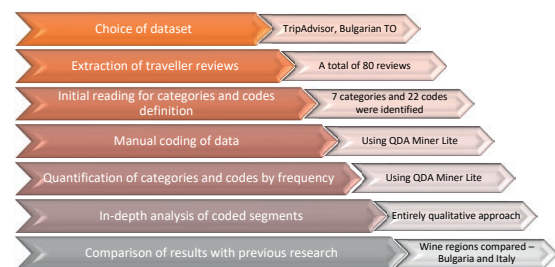 Choice of dataset
TripAdvisor, Bulgarian TO
Extraction of traveller reviews
A total of 80 reviews
Initial reading for categories and codes
definition
7 categories and 22 codes
were identified
Manual coding of data
Using QDA Miner Lite
Quantification of categories and codes by frequency
Using QDA Miner Lite
In-depth analysis of coded segments
Entirely qualitative approach
Comparison of results with previous research
Wine regions compared –
Bulgaria and Italy